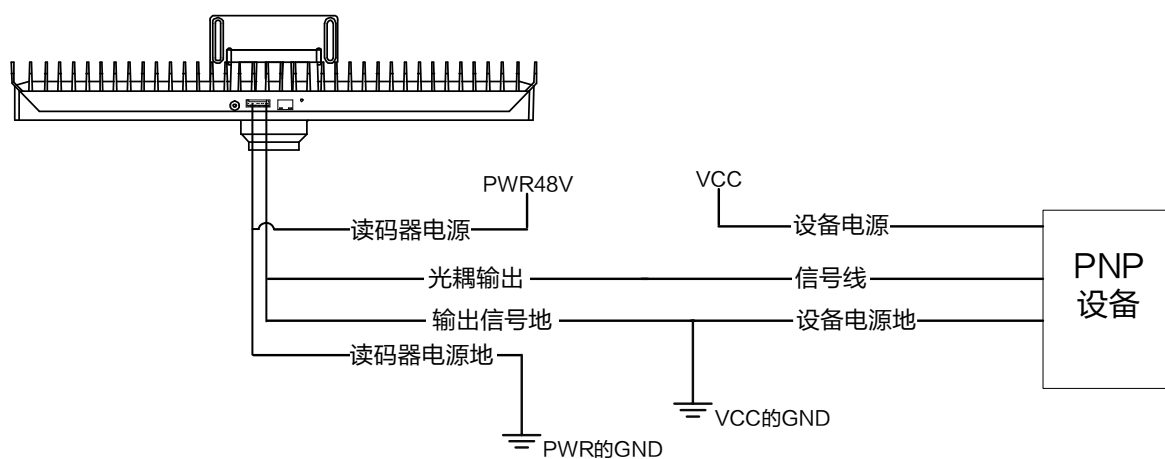 PWR48V
VCC
读码器电源
设备电源
光耦输出
信号线
PNP
设备
输出信号地
设备电源地
读码器电源地
VCC的GND
PWR的GND